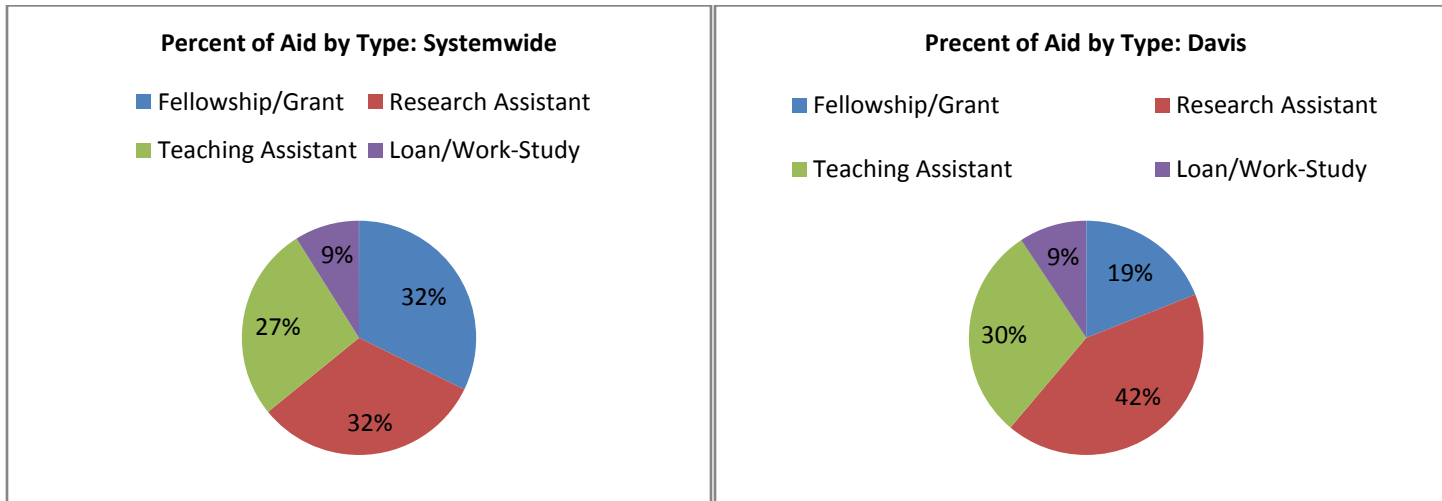 Percent of Aid by Type: Systemwide
Fellowship/Grant Research Assistant
Teaching Assistant Loan/Work-Study
9%
32%
27%
32%
Precent of Aid by Type: Davis
Fellowship/Grant Research Assistant
Teaching Assistant Loan/Work-Study
9%
19%
30%
42%